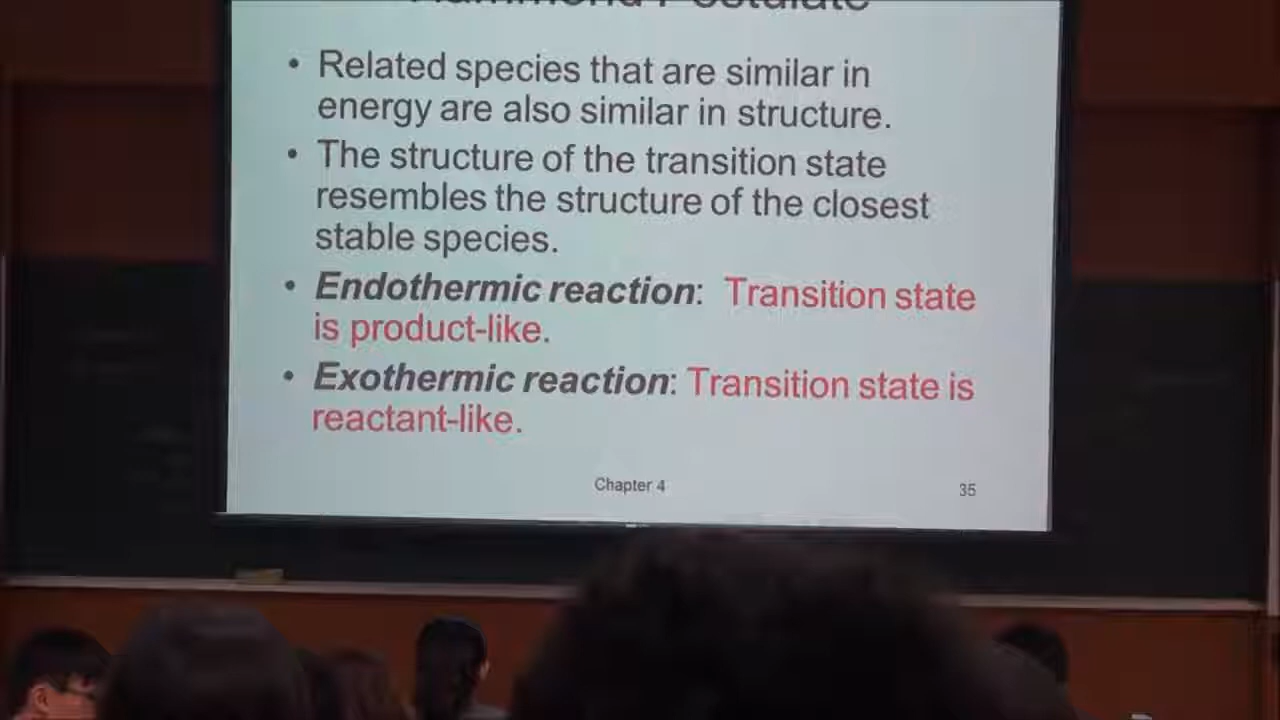 Hammond Postulate
• Related species that are similar in
energy are also similar in structure.
• The structure of the transition state
resembles the structure of the closest
stable species.
• Endothermic reaction: Transition state
is product-like.
• Exothermic reaction: Transition state is
reactant-like.
Chapter 4
35